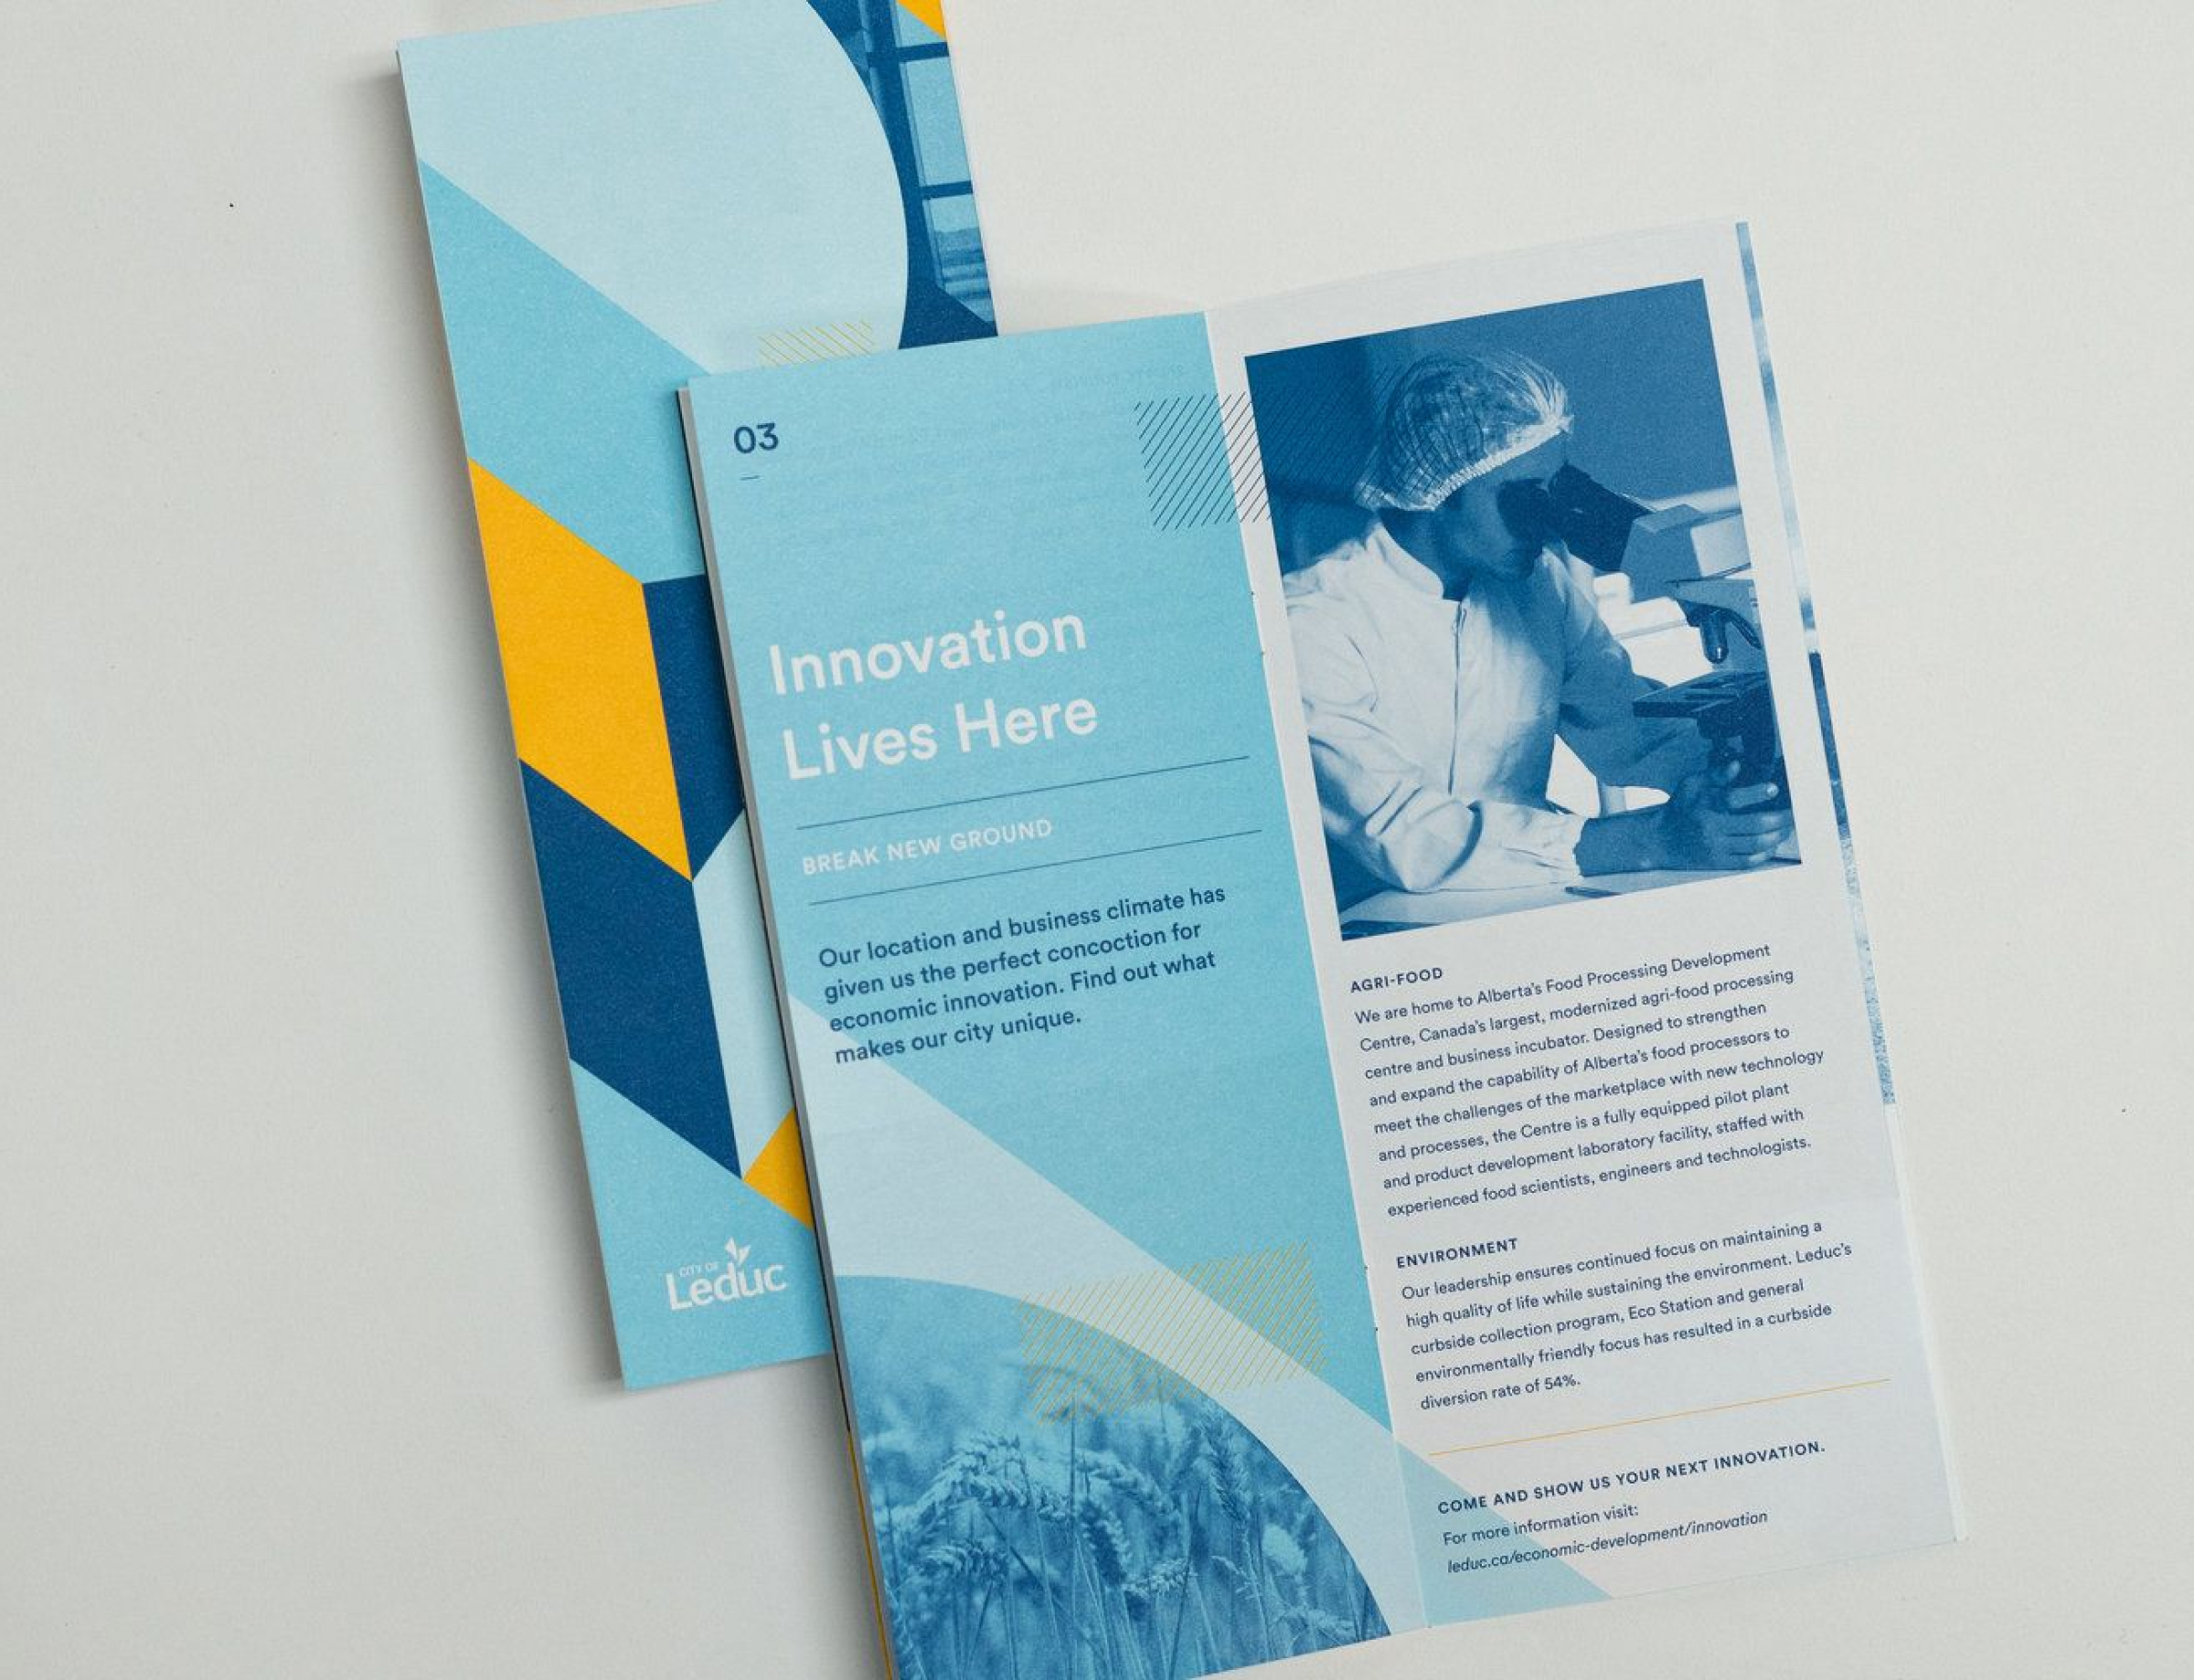 03
Innovation
Lives Here
BREAK NEW GROUND
Our location and business climate has
given us the perfect concoction for
economic innovation. Find out what
makes our city unique.
AGRI-FOOD
We are home to Alberta's Food Processing Development
Centre, Canada's largest, modernized agri-food processing
centre and business incubator. Designed to strengthen
and expand the capability of Alberta's food processors to
meet the challenges of the marketplace with new technology
and processes, the Centre is a fully equipped pilot plant
and product development laboratory facility, staffed with
experienced food scientists, engineers and technologists.
ENVIRONMENT
Our leadership ensures continued focus on maintaining a
high quality of life while sustaining the environment. Leduc's
curbside collection program, Eco Station and general
environmentally friendly focus has resulted in a curbside
diversion rate of 54%.
COME AND SHOW US YOUR NEXT INNOVATION.
For more information visit:
leduc.ca/economic-development/innovation
CITY OF
Leduc